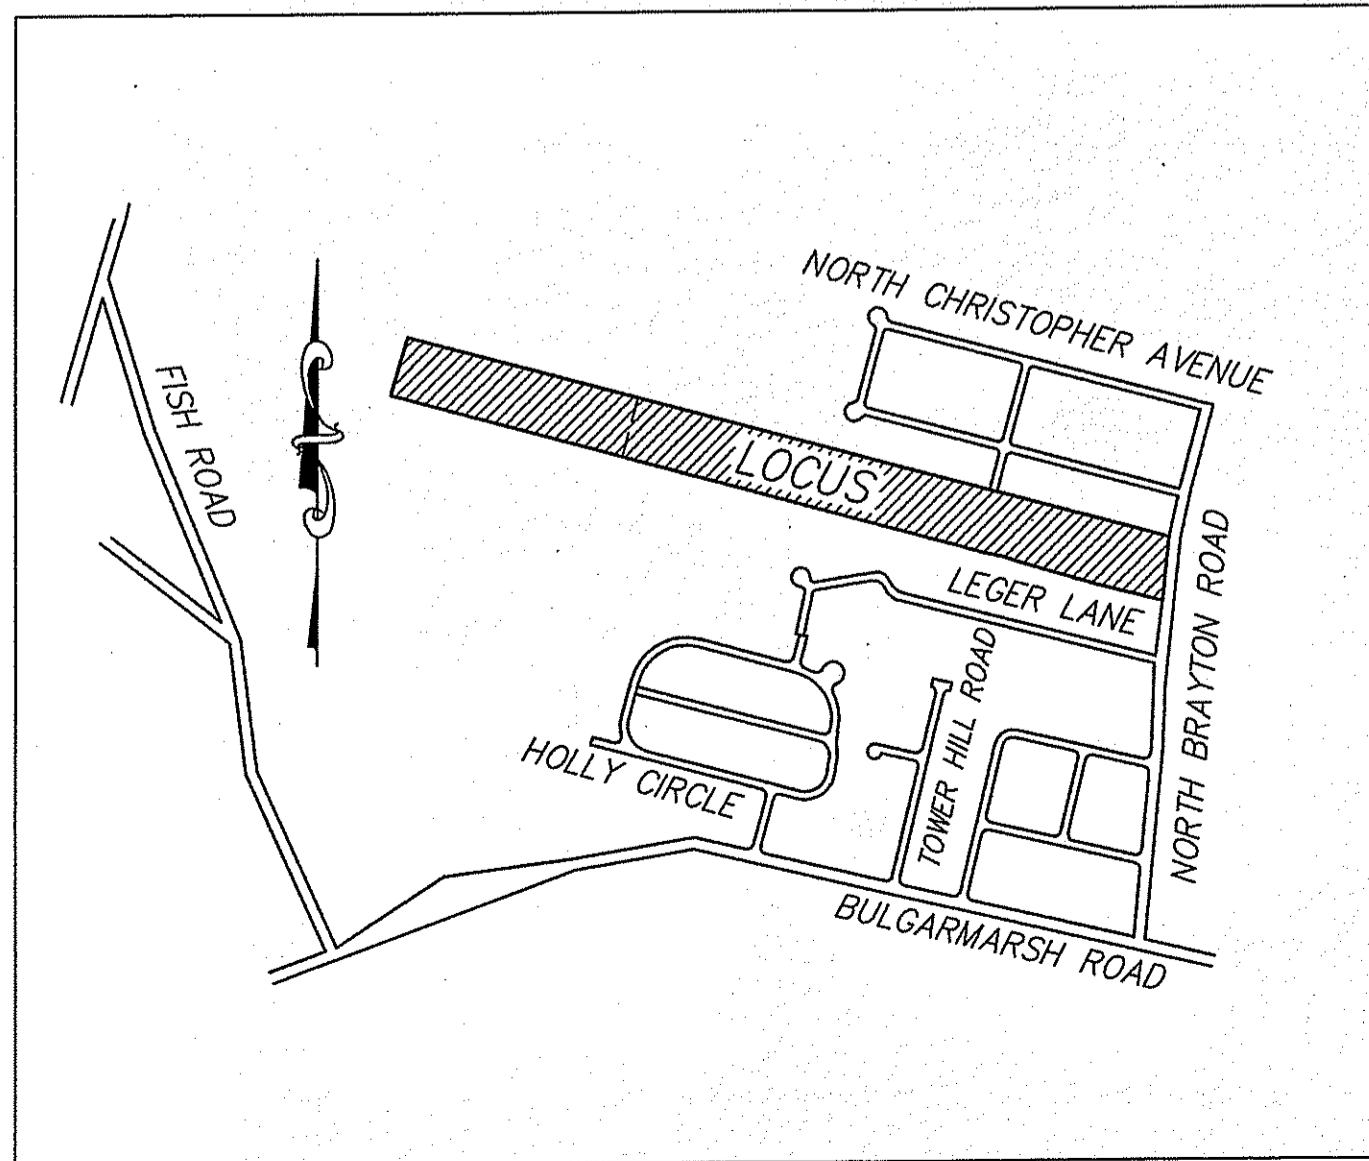 NORTH CHRISTOPHER AVENUE
FISH ROAD
LOCUS
LEGER LANE
NORTH BRAYTON ROAD
TOWER HILL ROAD
HOLLY CIRCLE
BULGARMARSH ROAD